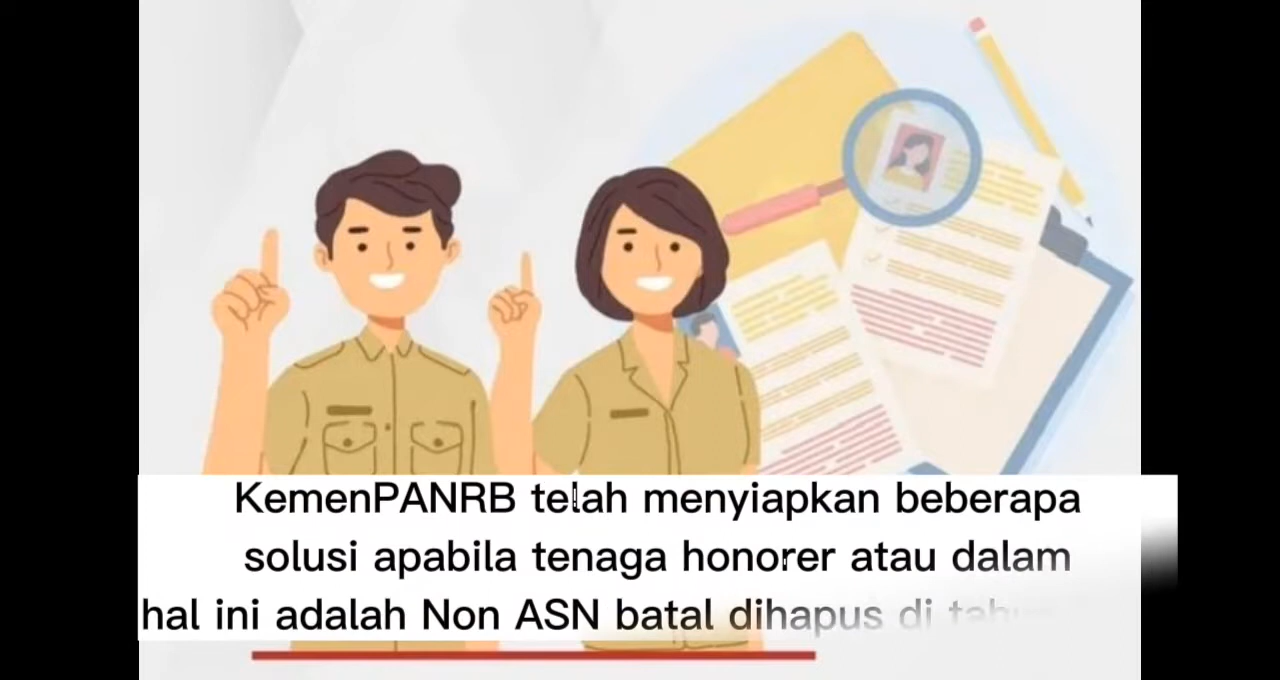 KemenPANRB telah menyiapkan beberapa
solusi apabila tenaga honorer atau dalam
hal ini adalah Non ASN batal dihapus di